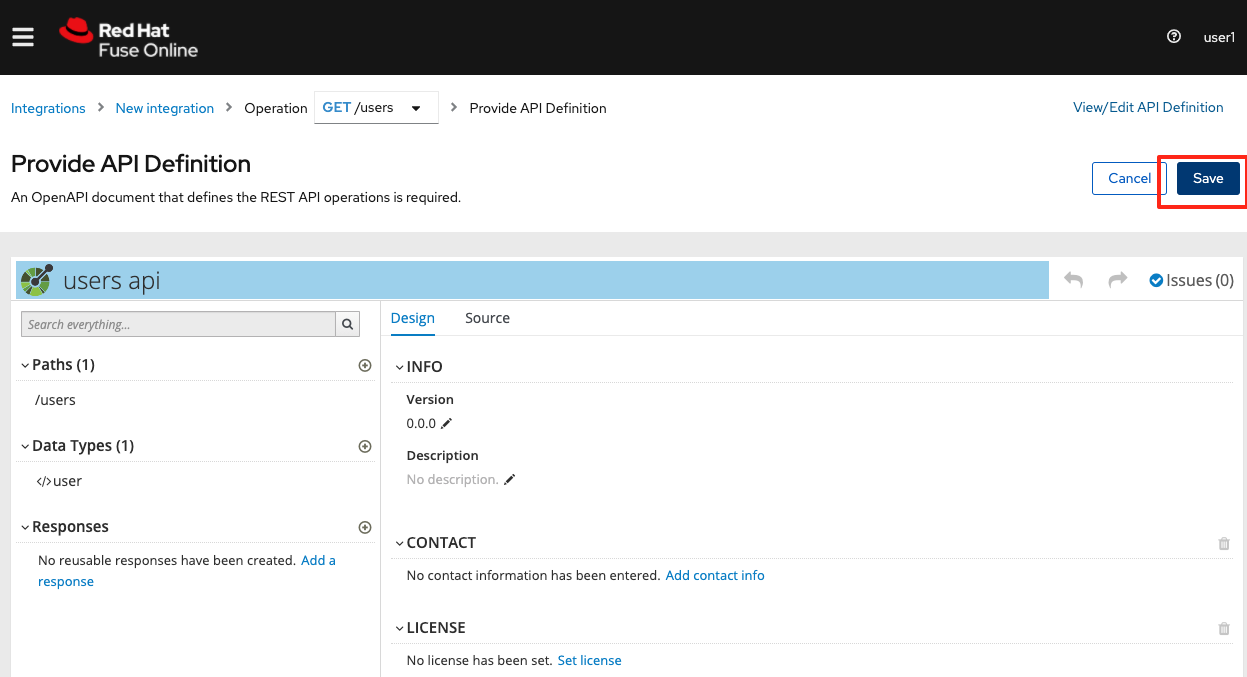 Red Hat
Fuse Online
user1
Integrations > New integration > Operation GET /users > Provide API Definition
View/Edit API Definition
Provide API Definition
An OpenAPI document that defines the REST API operations is required.
Cancel
Save
users api
Issues (0)
Search everything...
Design
Source
Paths (1)
/users
Data Types (1)
</>user
Responses
No reusable responses have been created. Add a
response
INFO
Version
0.0.0
Description
No description.
CONTACT
No contact information has been entered. Add contact info
LICENSE
No license has been set. Set license